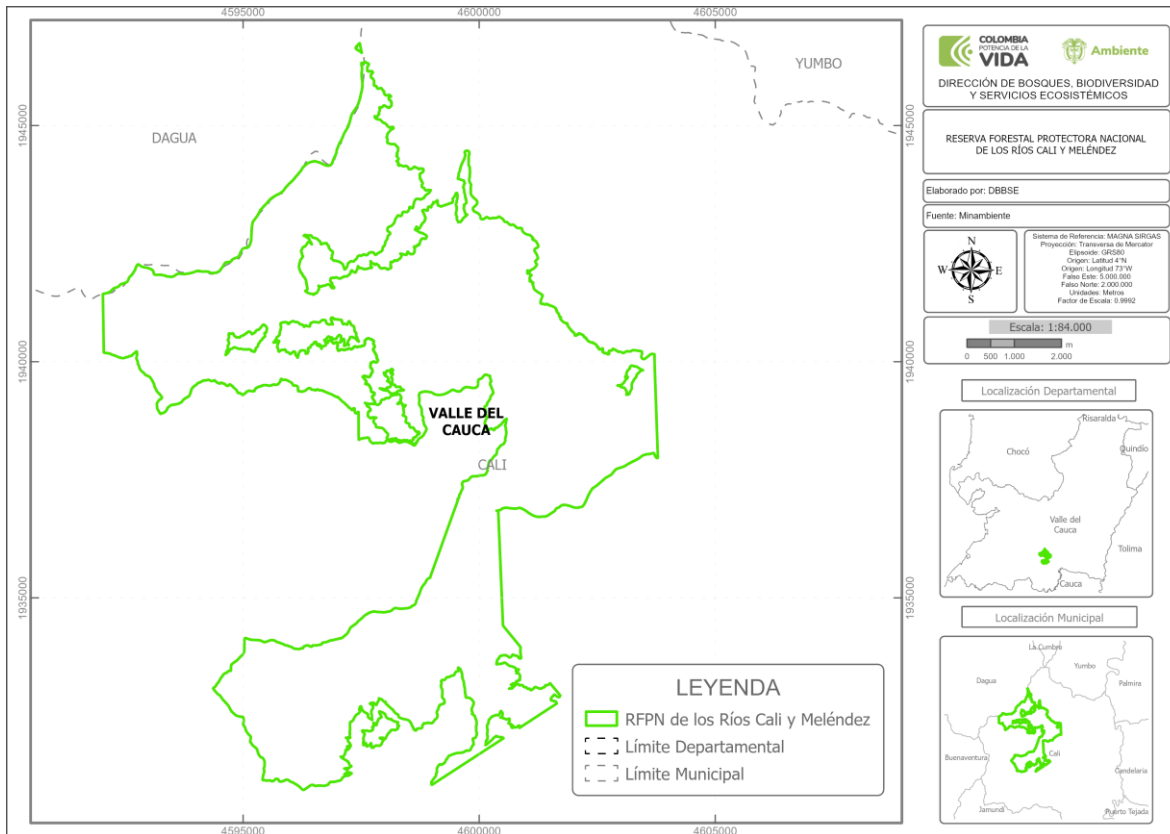 4595000
4600000
4605000
1945000
1940000
1935000
YUMBO
DAGUA
VALLE DEL
CAUCA
CALI
1945000
1940000
1935000
4595000
4600000
4605000
LEYENDA
RFPN de los Ríos Cali y Meléndez
Límite Departamental
Límite Municipal
COLOMBIA
POTENCIA DE LA
VIDA
Ambiente
DIRECCIÓN DE BOSQUES, BIODIVERSIDAD
Y SERVICIOS ECOSISTÉMICOS
RESERVA FORESTAL PROTECTORA NACIONAL
DE LOS RÍOS CALI Y MELÉNDEZ
Elaborado por: DBBSE
Fuente: Minambiente
N
W
E
S
Sistema de Referencia: MAGNA SIRGAS
Proyección: Transversa de Mercator
Elipsoide: GRS80
Origen: Latitud 4°N
Origen: Longitud 73°W
Falso Este: 5.000.000
Falso Norte: 2.000.000
Unidades: Metros
Factor de Escala: 0.9992
Escala: 1:84.000
m
0 500 1.000 2.000
Localización Departamental
Risaralda
Chocó
Quindío
Valle del
Cauca
Tolima
Cauca
Localización Municipal
La Cumbre
Yumbo
Dagua
Palmira
Cali
Buenaventura
Candelaria
Jamundí
Puerto Tejada